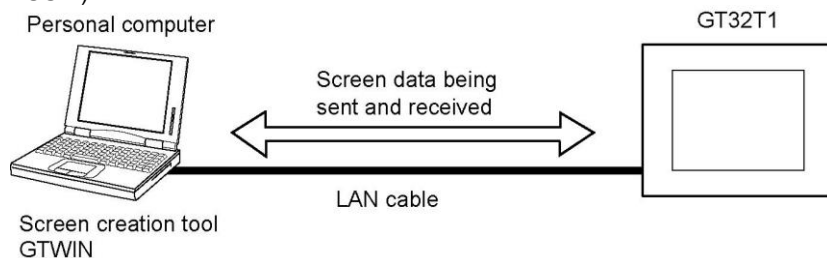 Personal computer
GT32T1
Screen data being
sent and received
LAN cable
Screen creation tool
GTWIN